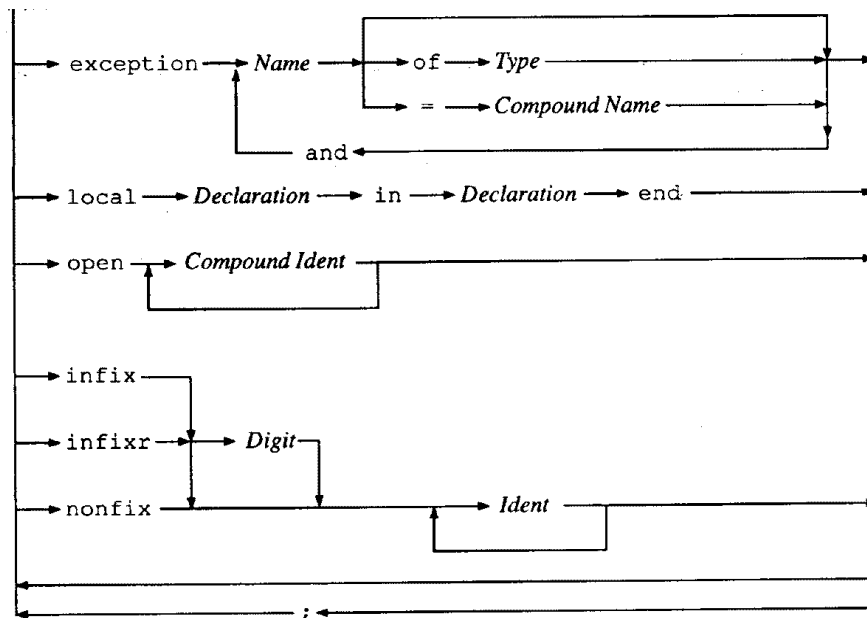 exception Name of Type
= Compound Name
and
local Declaration in Declaration end
open Compound Ident
infix
infixr Digit
nonfix Ident
;